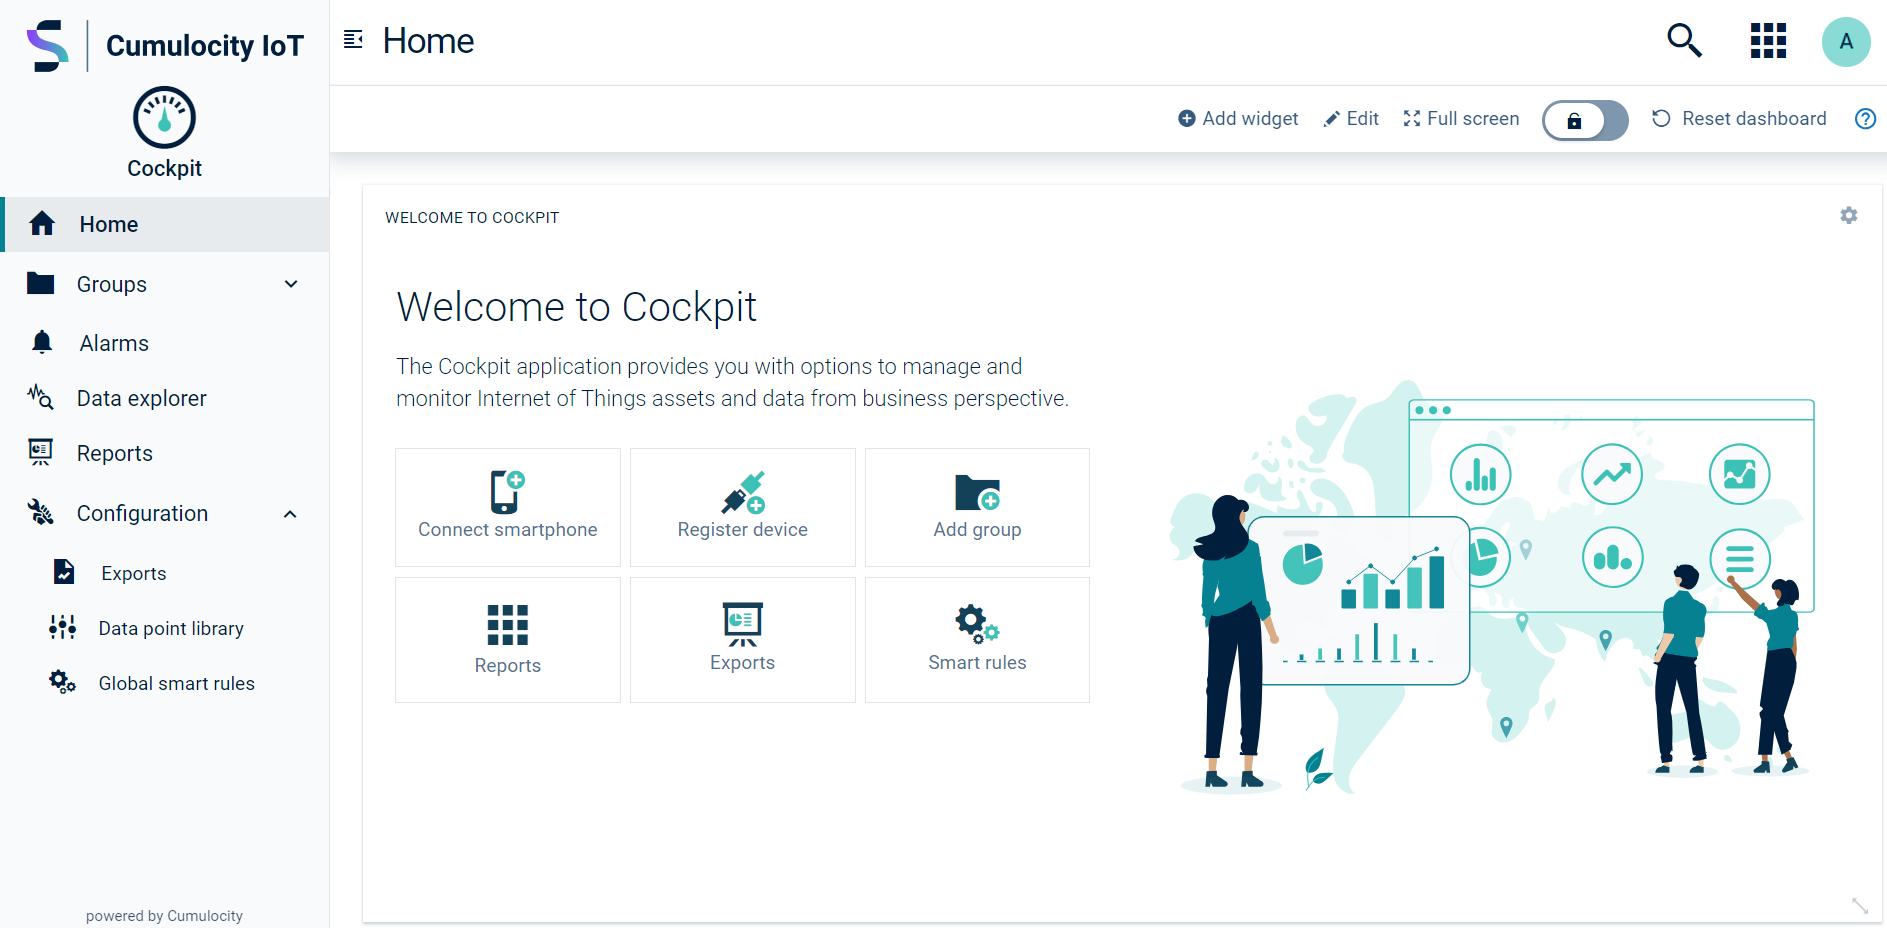 Cumulocity IoT
Cockpit
Home
Groups
Alarms
Data explorer
Reports
Configuration
Exports
Data point library
Global smart rules
powered by Cumulocity
Home
A
Add widget
Edit
Full screen
Reset dashboard
?
WELCOME TO COCKPIT
Welcome to Cockpit
The Cockpit application provides you with options to manage and
monitor Internet of Things assets and data from business perspective.
Connect smartphone
Register device
Add group
Reports
Exports
Smart rules